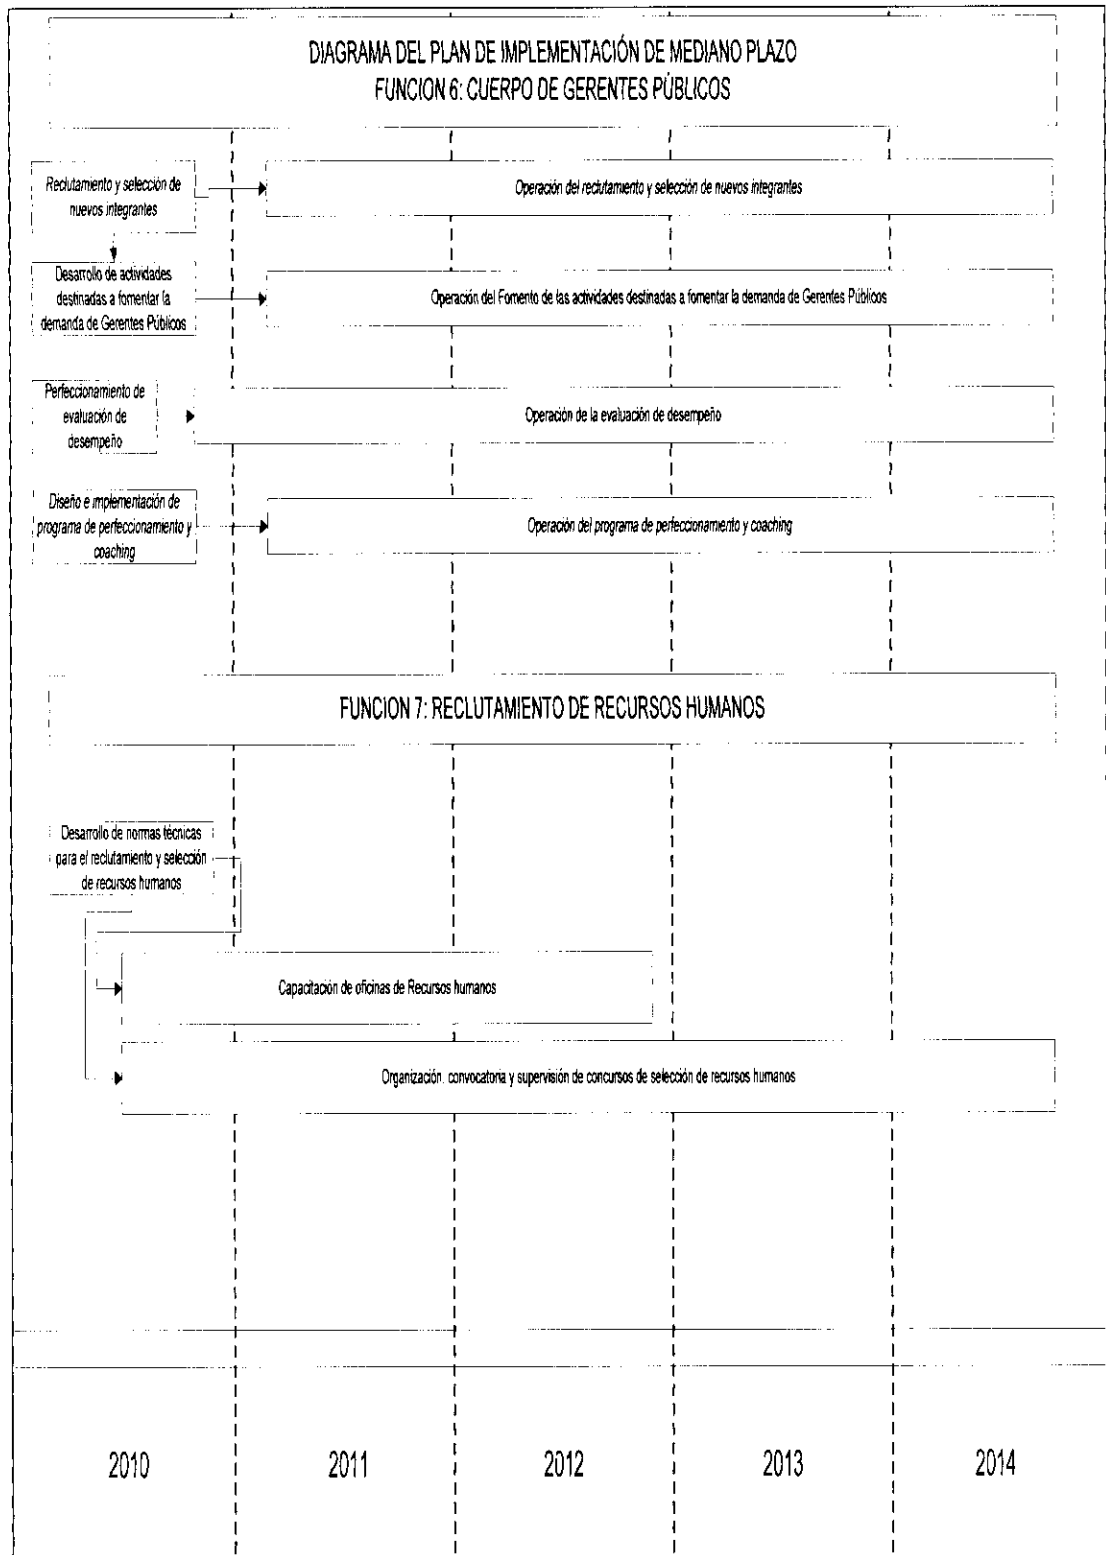 DIAGRAMA DEL PLAN DE IMPLEMENTACIÓN DE MEDIANO PLAZO
FUNCION 6: CUERPO DE GERENTES PÚBLICOS
Reclutamiento y selección de
nuevos integrantes
Operación del reclutamiento y selección de nuevos integrantes
Desarrollo de actividades
destinadas a fomentar la
demanda de Gerentes Públicos
Operación del Fomento de las actividades destinadas a fomentar la demanda de Gerentes Públicos
Perfeccionamiento de
evaluación de
desempeño
Operación de la evaluación de desempeño
Diseño e implementación de
programa de perfeccionamiento y
coaching
Operación del programa de perfeccionamiento y coaching
FUNCION 7: RECLUTAMIENTO DE RECURSOS HUMANOS
Desarrollo de normas técnicas
para el reclutamiento y selección
de recursos humanos
Capacitación de oficinas de Recursos humanos
Organización, convocatoria y supervisión de concursos de selección de recursos humanos
2010
2011
2012
2013
2014